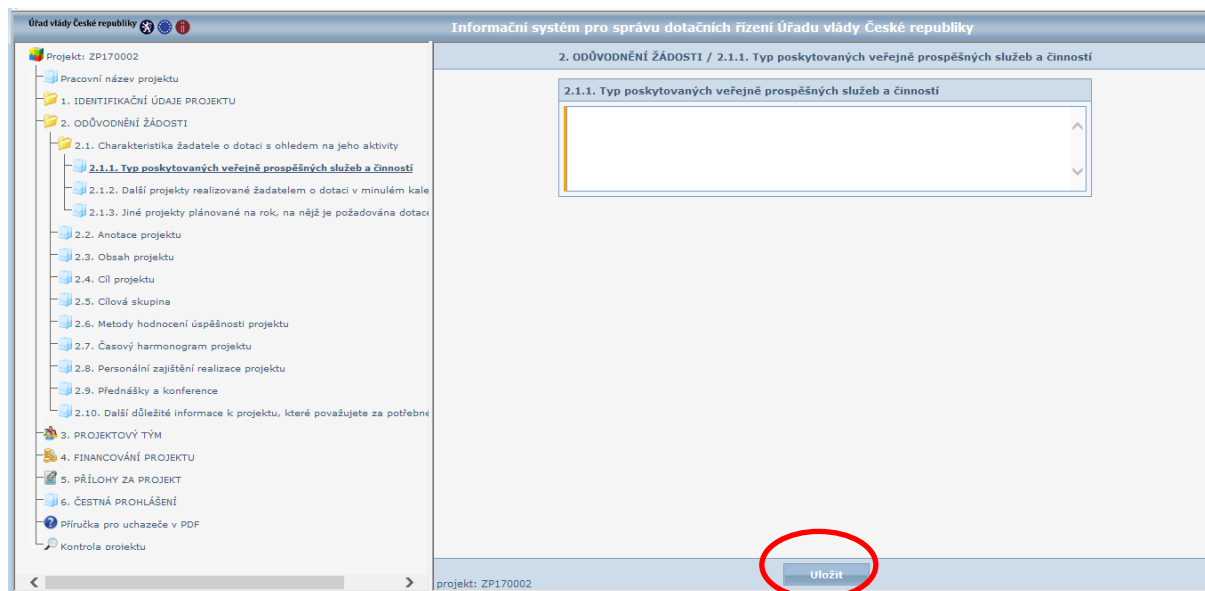 Úřad vlády České republiky
Informační systém pro správu dotačních řízení Úřadu vlády České republiky
Projekt: ZP170002
Pracovní název projektu
1. IDENTIFIKAČNÍ ÚDAJE PROJEKTU
2. ODŮVODNĚNÍ ŽÁDOSTI
2.1. Charakteristika žadatele o dotaci s ohledem na jeho aktivity
2.1.1. Typ poskytovaných veřejně prospěšných služeb a činností
2.1.2. Další projekty realizované žadatelem o dotaci v minulém kale
2.1.3. Jiné projekty plánované na rok, na nějž je požadována dotace
2.2. Anotace projektu
2.3. Obsah projektu
2.4. Cíl projektu
2.5. Cílová skupina
2.6. Metody hodnocení úspěšnosti projektu
2.7. Časový harmonogram projektu
2.8. Personální zajištění realizace projektu
2.9. Přednášky a konference
2.10. Další důležité informace k projektu, které považujete za potřebné
3. PROJEKTOVÝ TÝM
4. FINANCOVÁNÍ PROJEKTU
5. PŘÍLOHY ZA PROJEKT
6. ČESTNÁ PROHLÁŠENÍ
Příručka pro uchazeče v PDF
Kontrola projektu
2. ODŮVODNĚNÍ ŽÁDOSTI / 2.1.1. Typ poskytovaných veřejně prospěšných služeb a činností
2.1.1. Typ poskytovaných veřejně prospěšných služeb a činností
projekt: ZP170002
Uložit